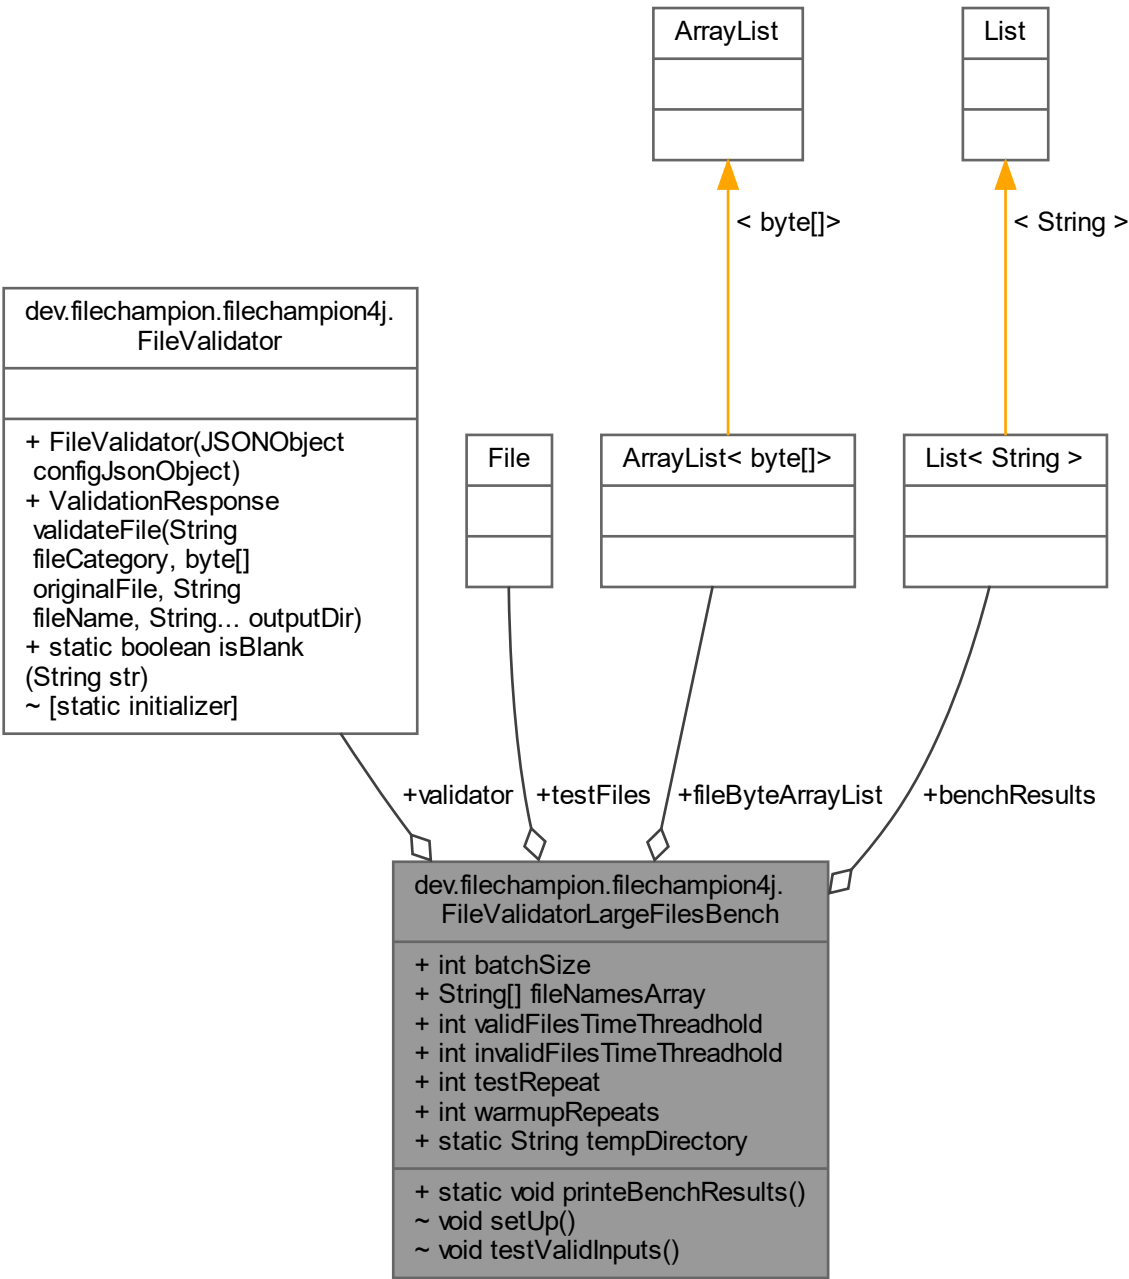 ArrayList
List
< byte[]>
< String >
dev.filechampion.filechampion4j.
FileValidator
+ FileValidator(JSONObject
configJsonObject)
+ ValidationResponse
validateFile(String
fileCategory, byte[]
originalFile, String
fileName, String... outputDir)
+ static boolean isBlank
(String str)
~ [static initializer]
File
ArrayList< byte[]>
List< String >
+validator
+testFiles
+fileByteArrayList
+benchResults
dev.filechampion.filechampion4j.
FileValidatorLargeFilesBench
+ int batchSize
+ String[] fileNamesArray
+ int validFilesTimeThreadhold
+ int invalidFilesTimeThreadhold
+ int testRepeat
+ int warmupRepeats
+ static String tempDirectory
+ static void printeBenchResults()
~ void setUp()
~ void testValidInputs()